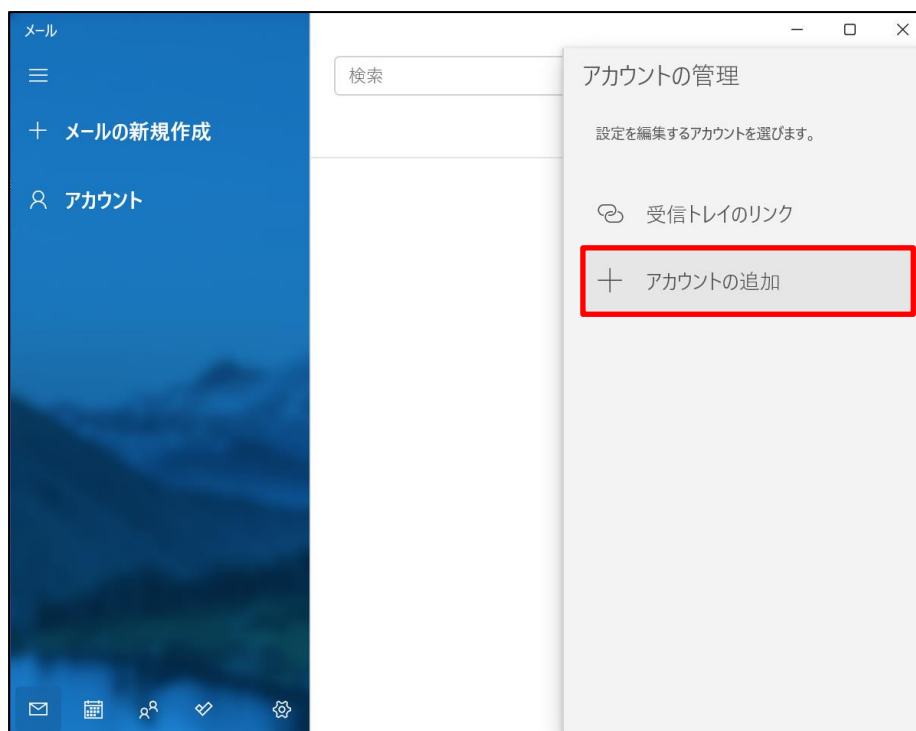 メール
メールの新規作成
アカウント
検索
アカウントの管理
設定を編集するアカウントを選びます。
受信トレイのリンク
アカウントの追加